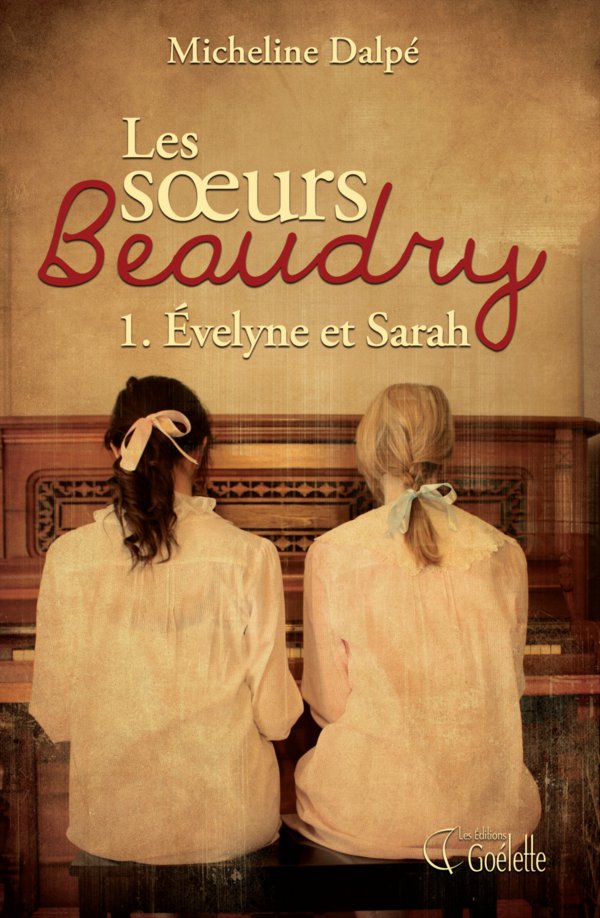 Micheline Dalpé
Les
sœurs
Beaudry
1. Évelyne et Sarah
Les Éditions
Goélette